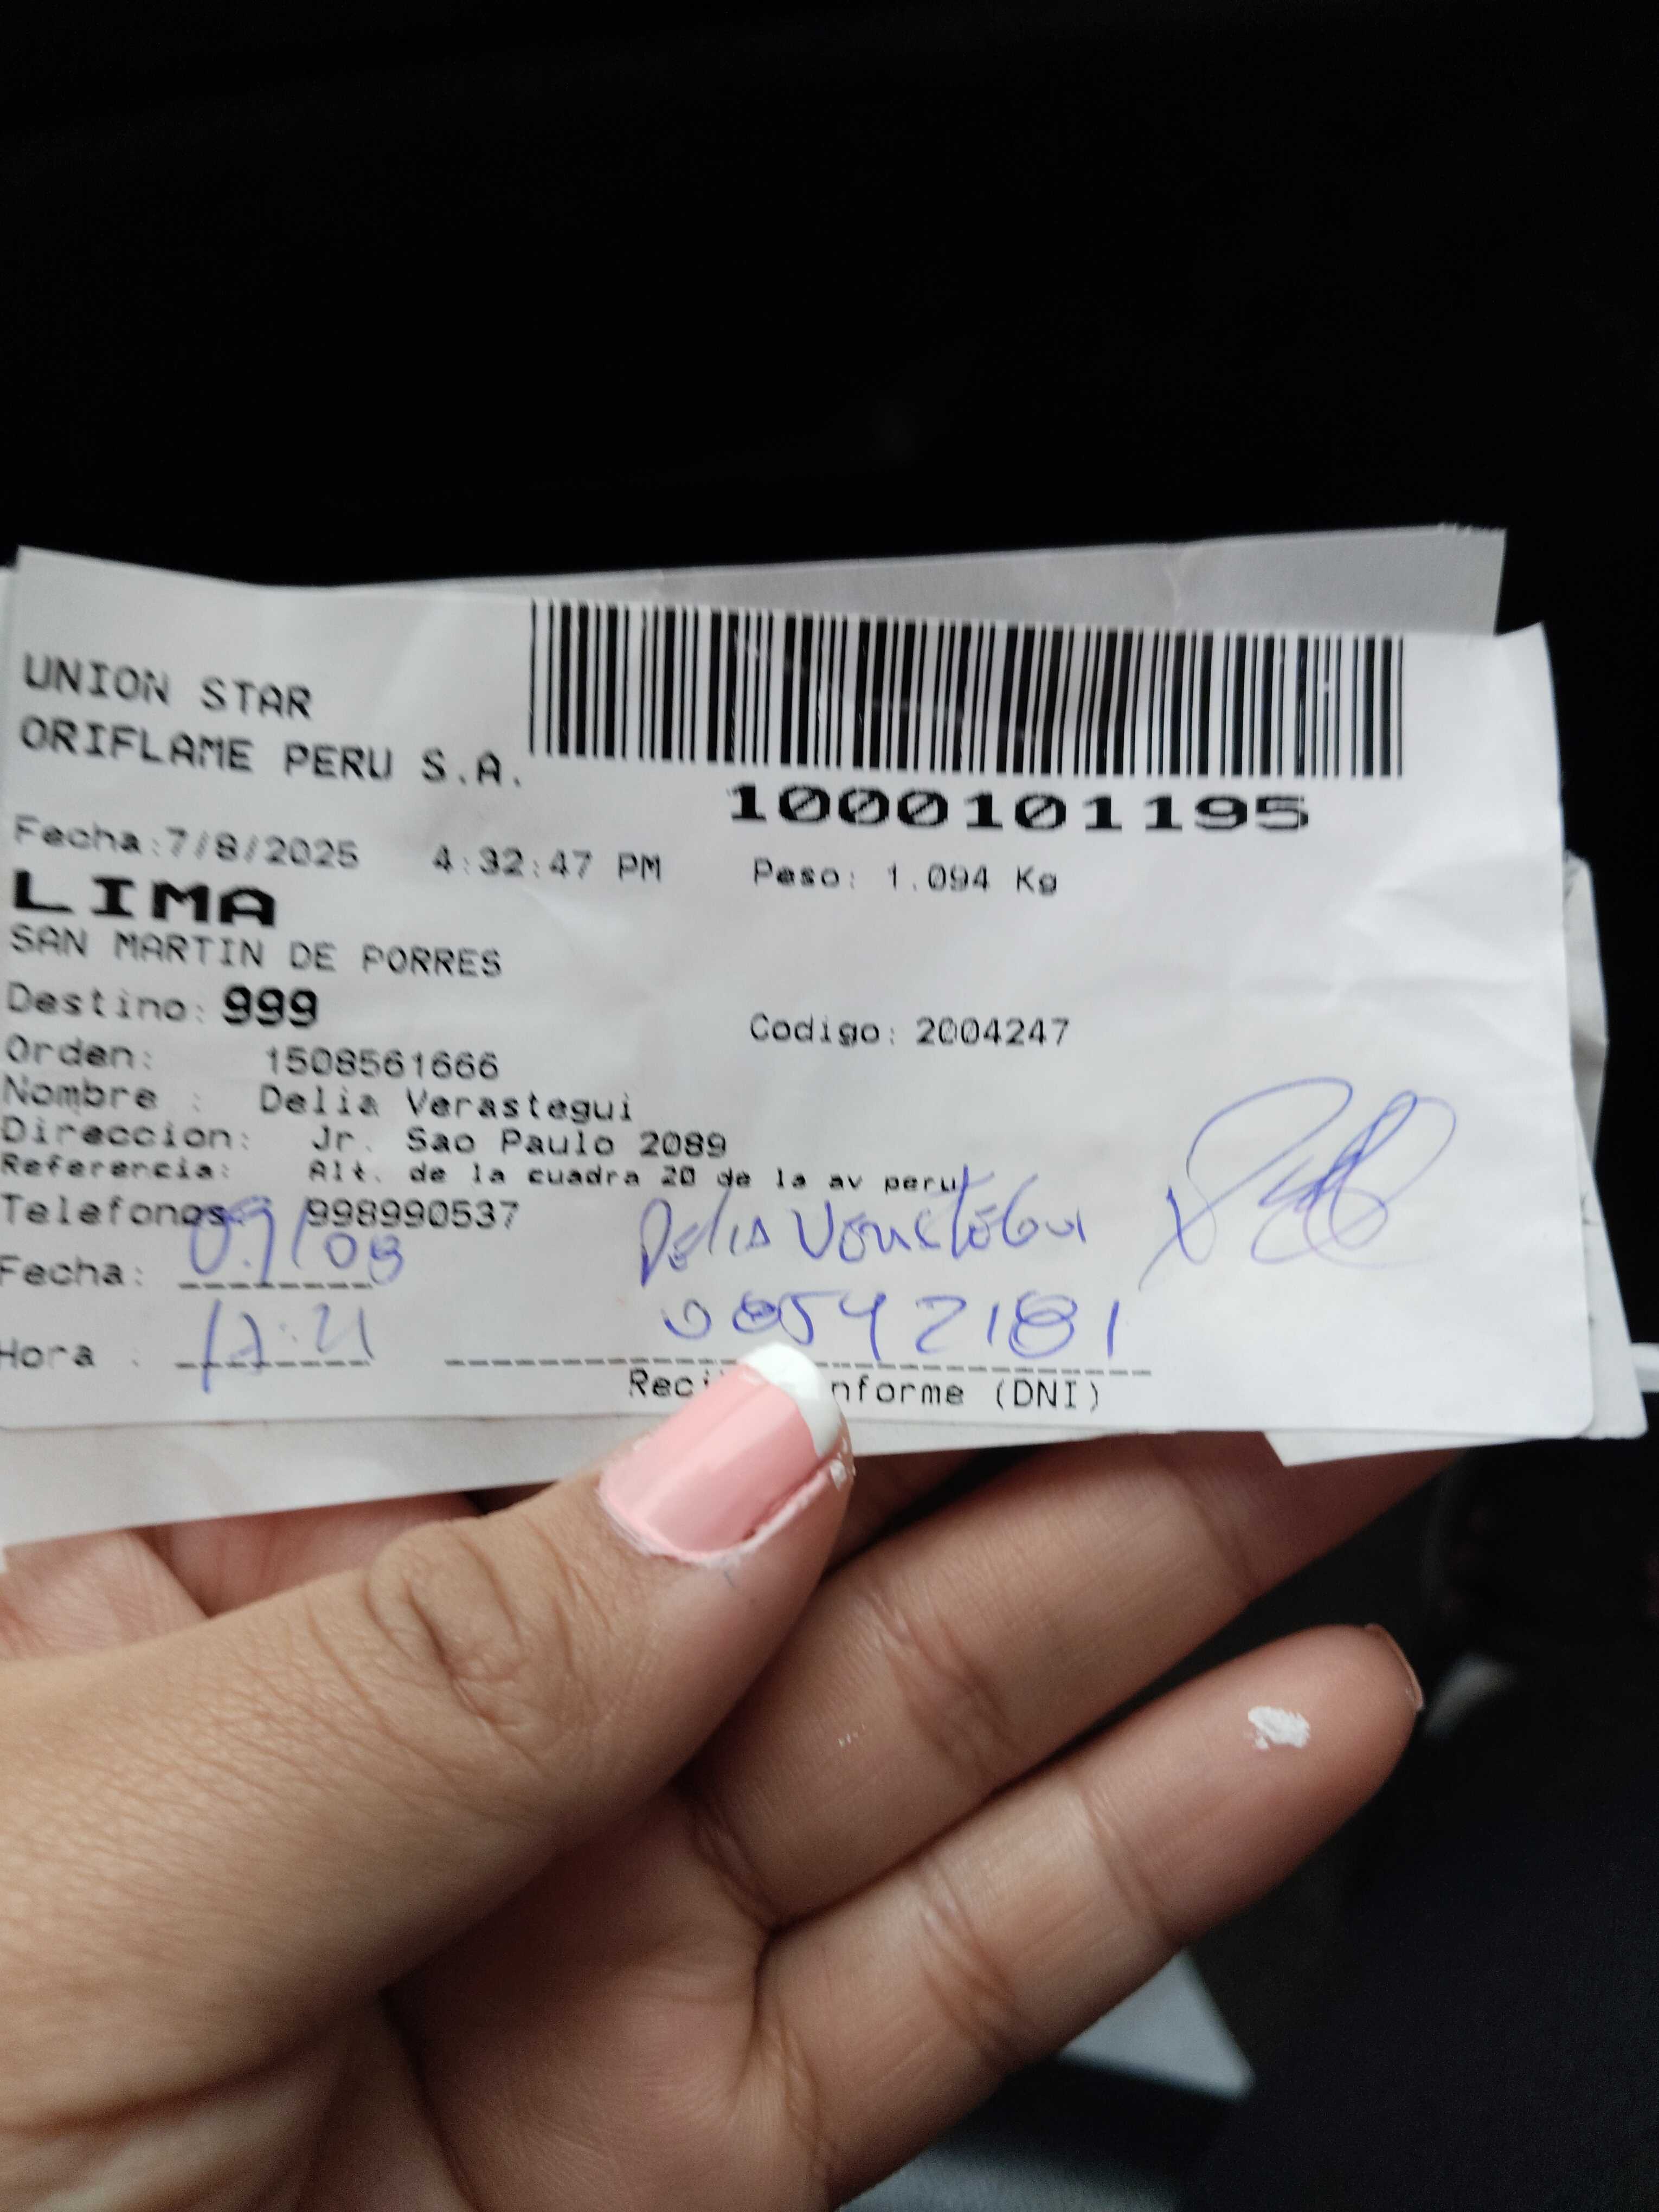 UNION STAR
ORIFLAME PERU S.A.
1000101195
Fecha:7/8/2025 4:32:47 PM Peso: 1.094 Kg
LIMA
SAN MARTIN DE PORRES
Destino: 999
Codigo: 2004247
Orden: 1508561666
Nombre : Delia Verastegui
Direccion: Jr. Sao Paulo 2089
Referencia: Alt. de la cuadra 20 de la av peru
Telefonos: 998990537
Fecha: 09/08
Hora :
(DNI)